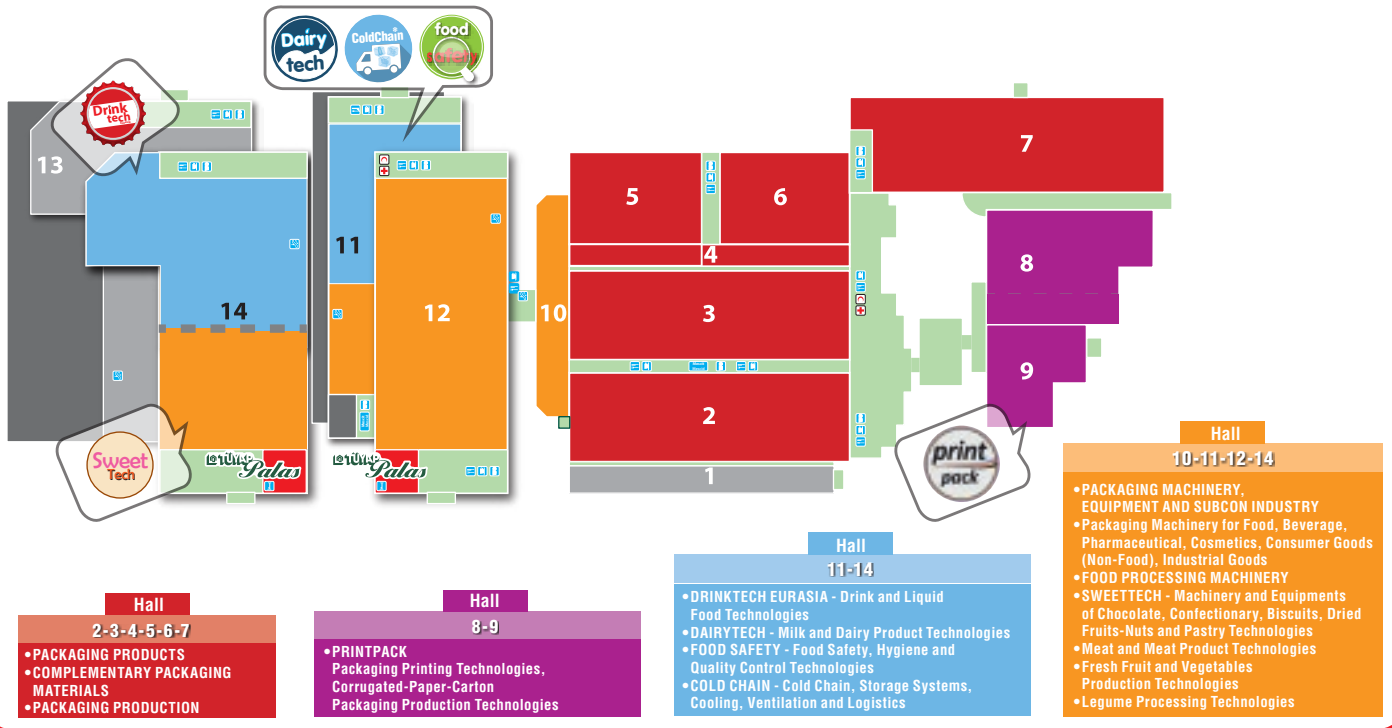 Dairy
tech
ColdChain
food
safety
Drink
tech
13
7
5
6
11
4
8
14
12
10
3
9
2
Sweet
Tech
TÜYAP
Palas
TÜYAP
Palas
1
print
pack
Hall
2-3-4-5-6-7
•PACKAGING PRODUCTS
•COMPLEMENTARY PACKAGING
MATERIALS
•PACKAGING PRODUCTION
Hall
8-9
•PRINTPACK
Packaging Printing Technologies,
Corrugated-Paper-Carton
Packaging Production Technologies
Hall
11-14
•DRINKTECH EURASIA - Drink and Liquid
Food Technologies
•DAIRYTECH - Milk and Dairy Product Technologies
•FOOD SAFETY - Food Safety, Hygiene and
Quality Control Technologies
•COLD CHAIN - Cold Chain, Storage Systems,
Cooling, Ventilation and Logistics
Hall
10-11-12-14
•PACKAGING MACHINERY,
EQUIPMENT AND SUBCON INDUSTRY
•Packaging Machinery for Food, Beverage,
Pharmaceutical, Cosmetics, Consumer Goods
(Non-Food), Industrial Goods
•FOOD PROCESSING MACHINERY
•SWEETTECH - Machinery and Equipments
of Chocolate, Confectionary, Biscuits, Dried
Fruits-Nuts and Pastry Technologies
•Meat and Meat Product Technologies
•Fresh Fruit and Vegetables
Production Technologies
•Legume Processing Technologies